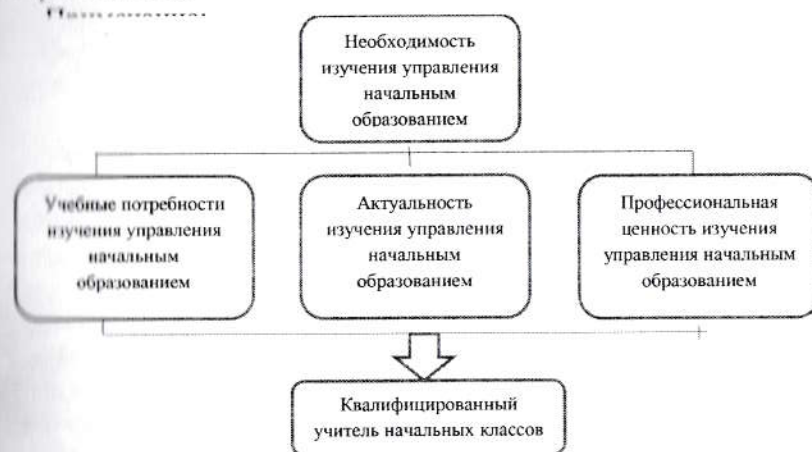 Необходимость
изучения управления
начальным
образованием
Учебные потребности
изучения управления
начальным
образованием
Актуальность
изучения управления
начальным
образованием
Профессиональная
ценность изучения
управления начальным
образованием
Квалифицированный
учитель начальных классов